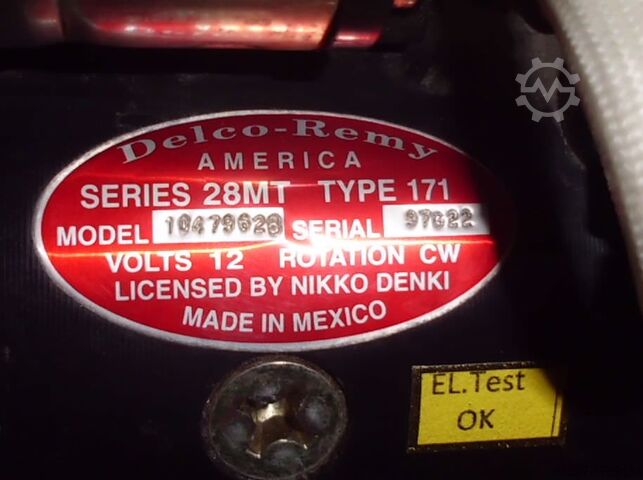 Delco-Remy
AMERICA
SERIES 28MT TYPE 171
MODEL 10479628 SERIAL 97G22
VOLTS 12 ROTATION CW
LICENSED BY NIKKO DENKI
MADE IN MEXICO
EL.Test
OK